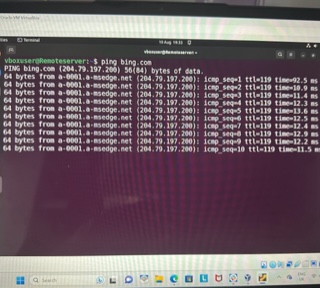 Oracle VM VirtualBox
Terminal
16 Aug 19:33
vboxuser@Remoteserver: ~
vboxuser@Remoteserver:~$ ping bing.com
PING bing.com (204.79.197.200) 56(84) bytes of data.
64 bytes from a-0001.a-msedge.net (204.79.197.200): icmp_seq=1 ttl=119 time=92.5 ms
64 bytes from a-0001.a-msedge.net (204.79.197.200): icmp_seq=2 ttl=119 time=10.9 ms
64 bytes from a-0001.a-msedge.net (204.79.197.200): icmp_seq=3 ttl=119 time=11.4 ms
64 bytes from a-0001.a-msedge.net (204.79.197.200): icmp_seq=4 ttl=119 time=12.3 ms
64 bytes from a-0001.a-msedge.net (204.79.197.200): icmp_seq=5 ttl=119 time=13.6 ms
64 bytes from a-0001.a-msedge.net (204.79.197.200): icmp_seq=6 ttl=119 time=12.5 ms
64 bytes from a-0001.a-msedge.net (204.79.197.200): icmp_seq=7 ttl=119 time=12.4 ms
64 bytes from a-0001.a-msedge.net (204.79.197.200): icmp_seq=8 ttl=119 time=12.9 ms
64 bytes from a-0001.a-msedge.net (204.79.197.200): icmp_seq=9 ttl=119 time=12.2 ms
64 bytes from a-0001.a-msedge.net (204.79.197.200): icmp_seq=10 ttl=119 time=11.5 ms
Search
ENG